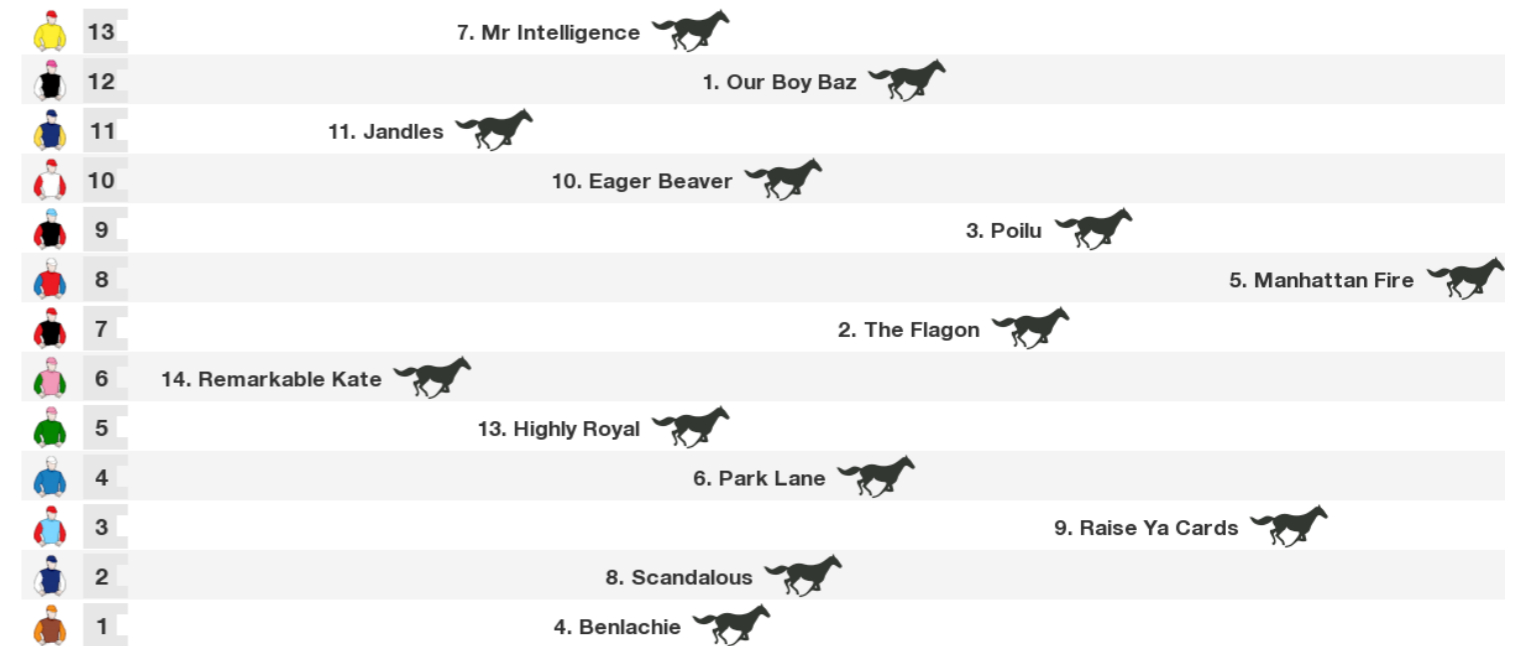 13 7. Mr Intelligence
12 1. Our Boy Baz
11 11. Jandles
10 10. Eager Beaver
9 3. Poilu
8 5. Manhattan Fire
7 2. The Flagon
6 14. Remarkable Kate
5 13. Highly Royal
4 6. Park Lane
3 9. Raise Ya Cards
2 8. Scandalous
1 4. Benlachie